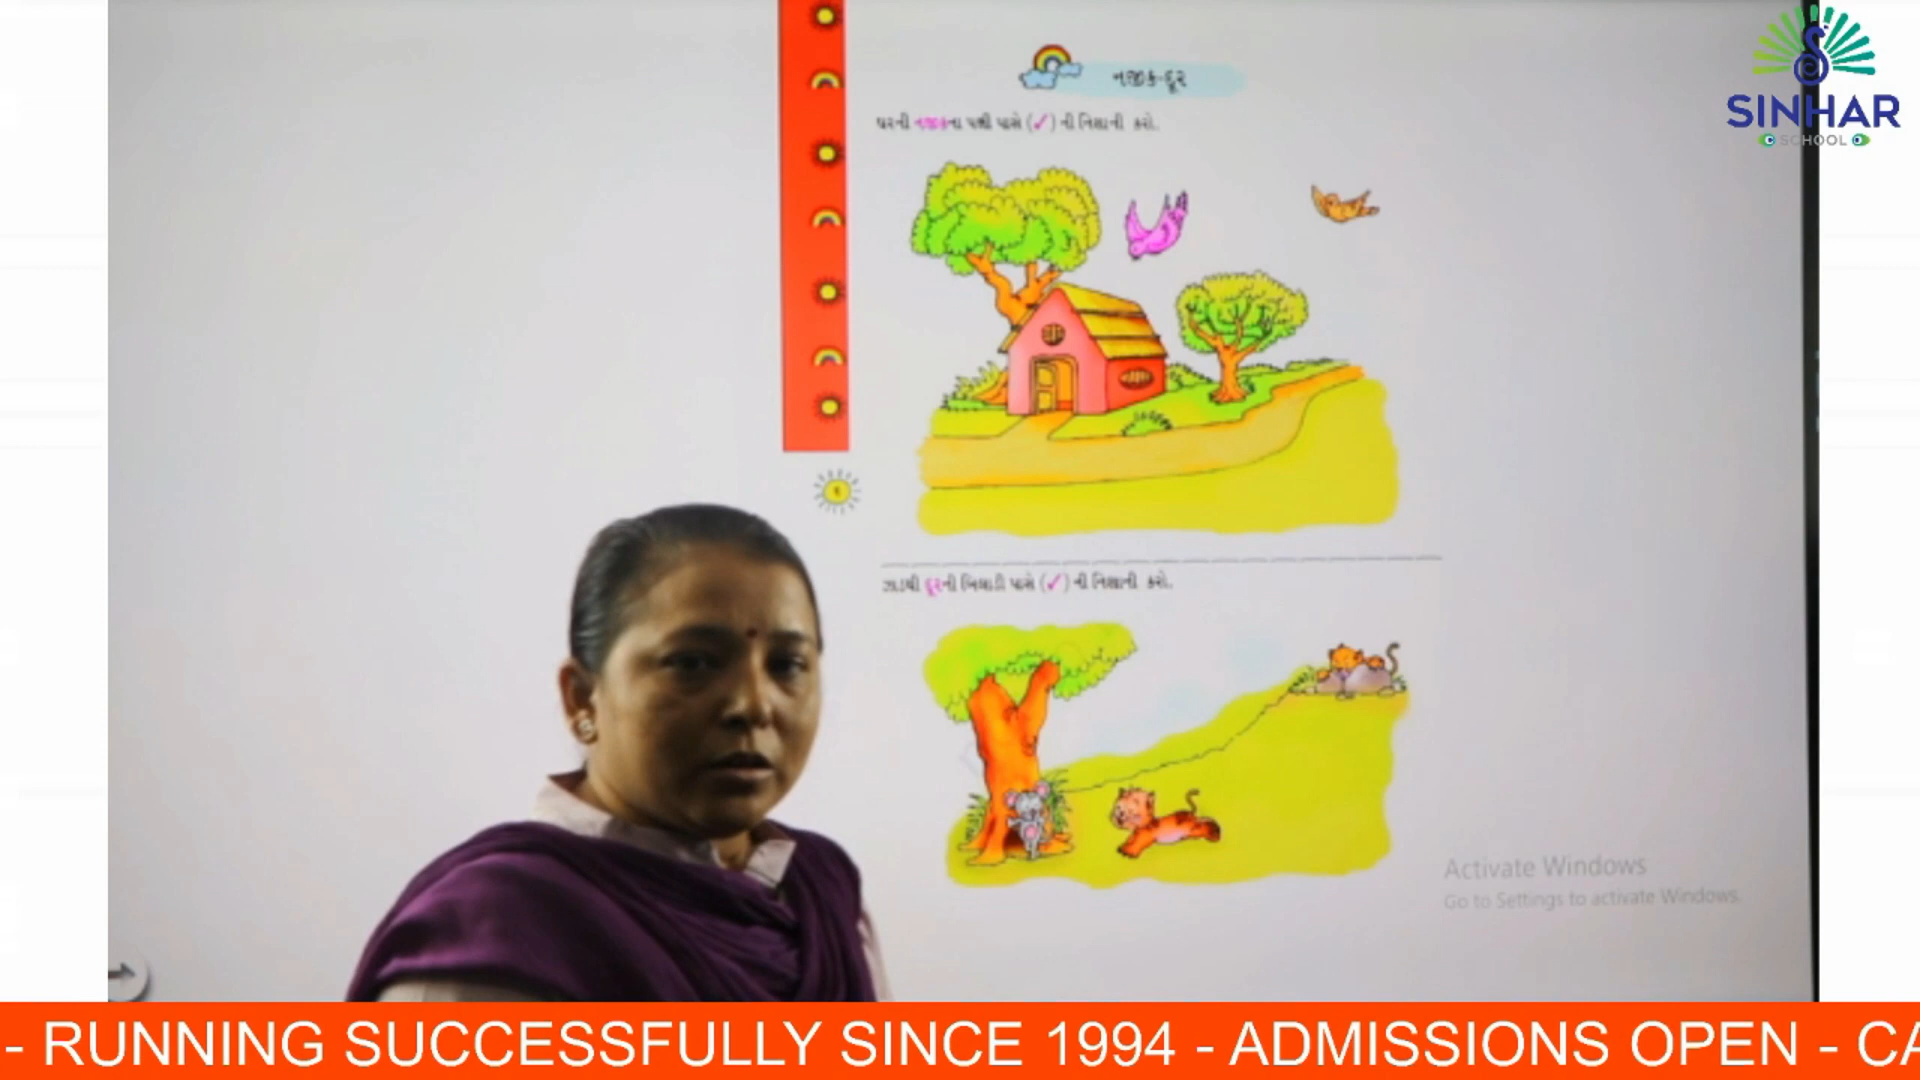 નજીક-દૂર
ઘરની નજીકના પક્ષી પાસે (✓) ની નિશાની કરો.
ઝાડથી દૂરની બિલાડી પાસે (✓) ની નિશાની કરો.
SINHAR
SCHOOL
Activate Windows
Go to Settings to activate Windows.
- RUNNING SUCCESSFULLY SINCE 1994 - ADMISSIONS OPEN - CA